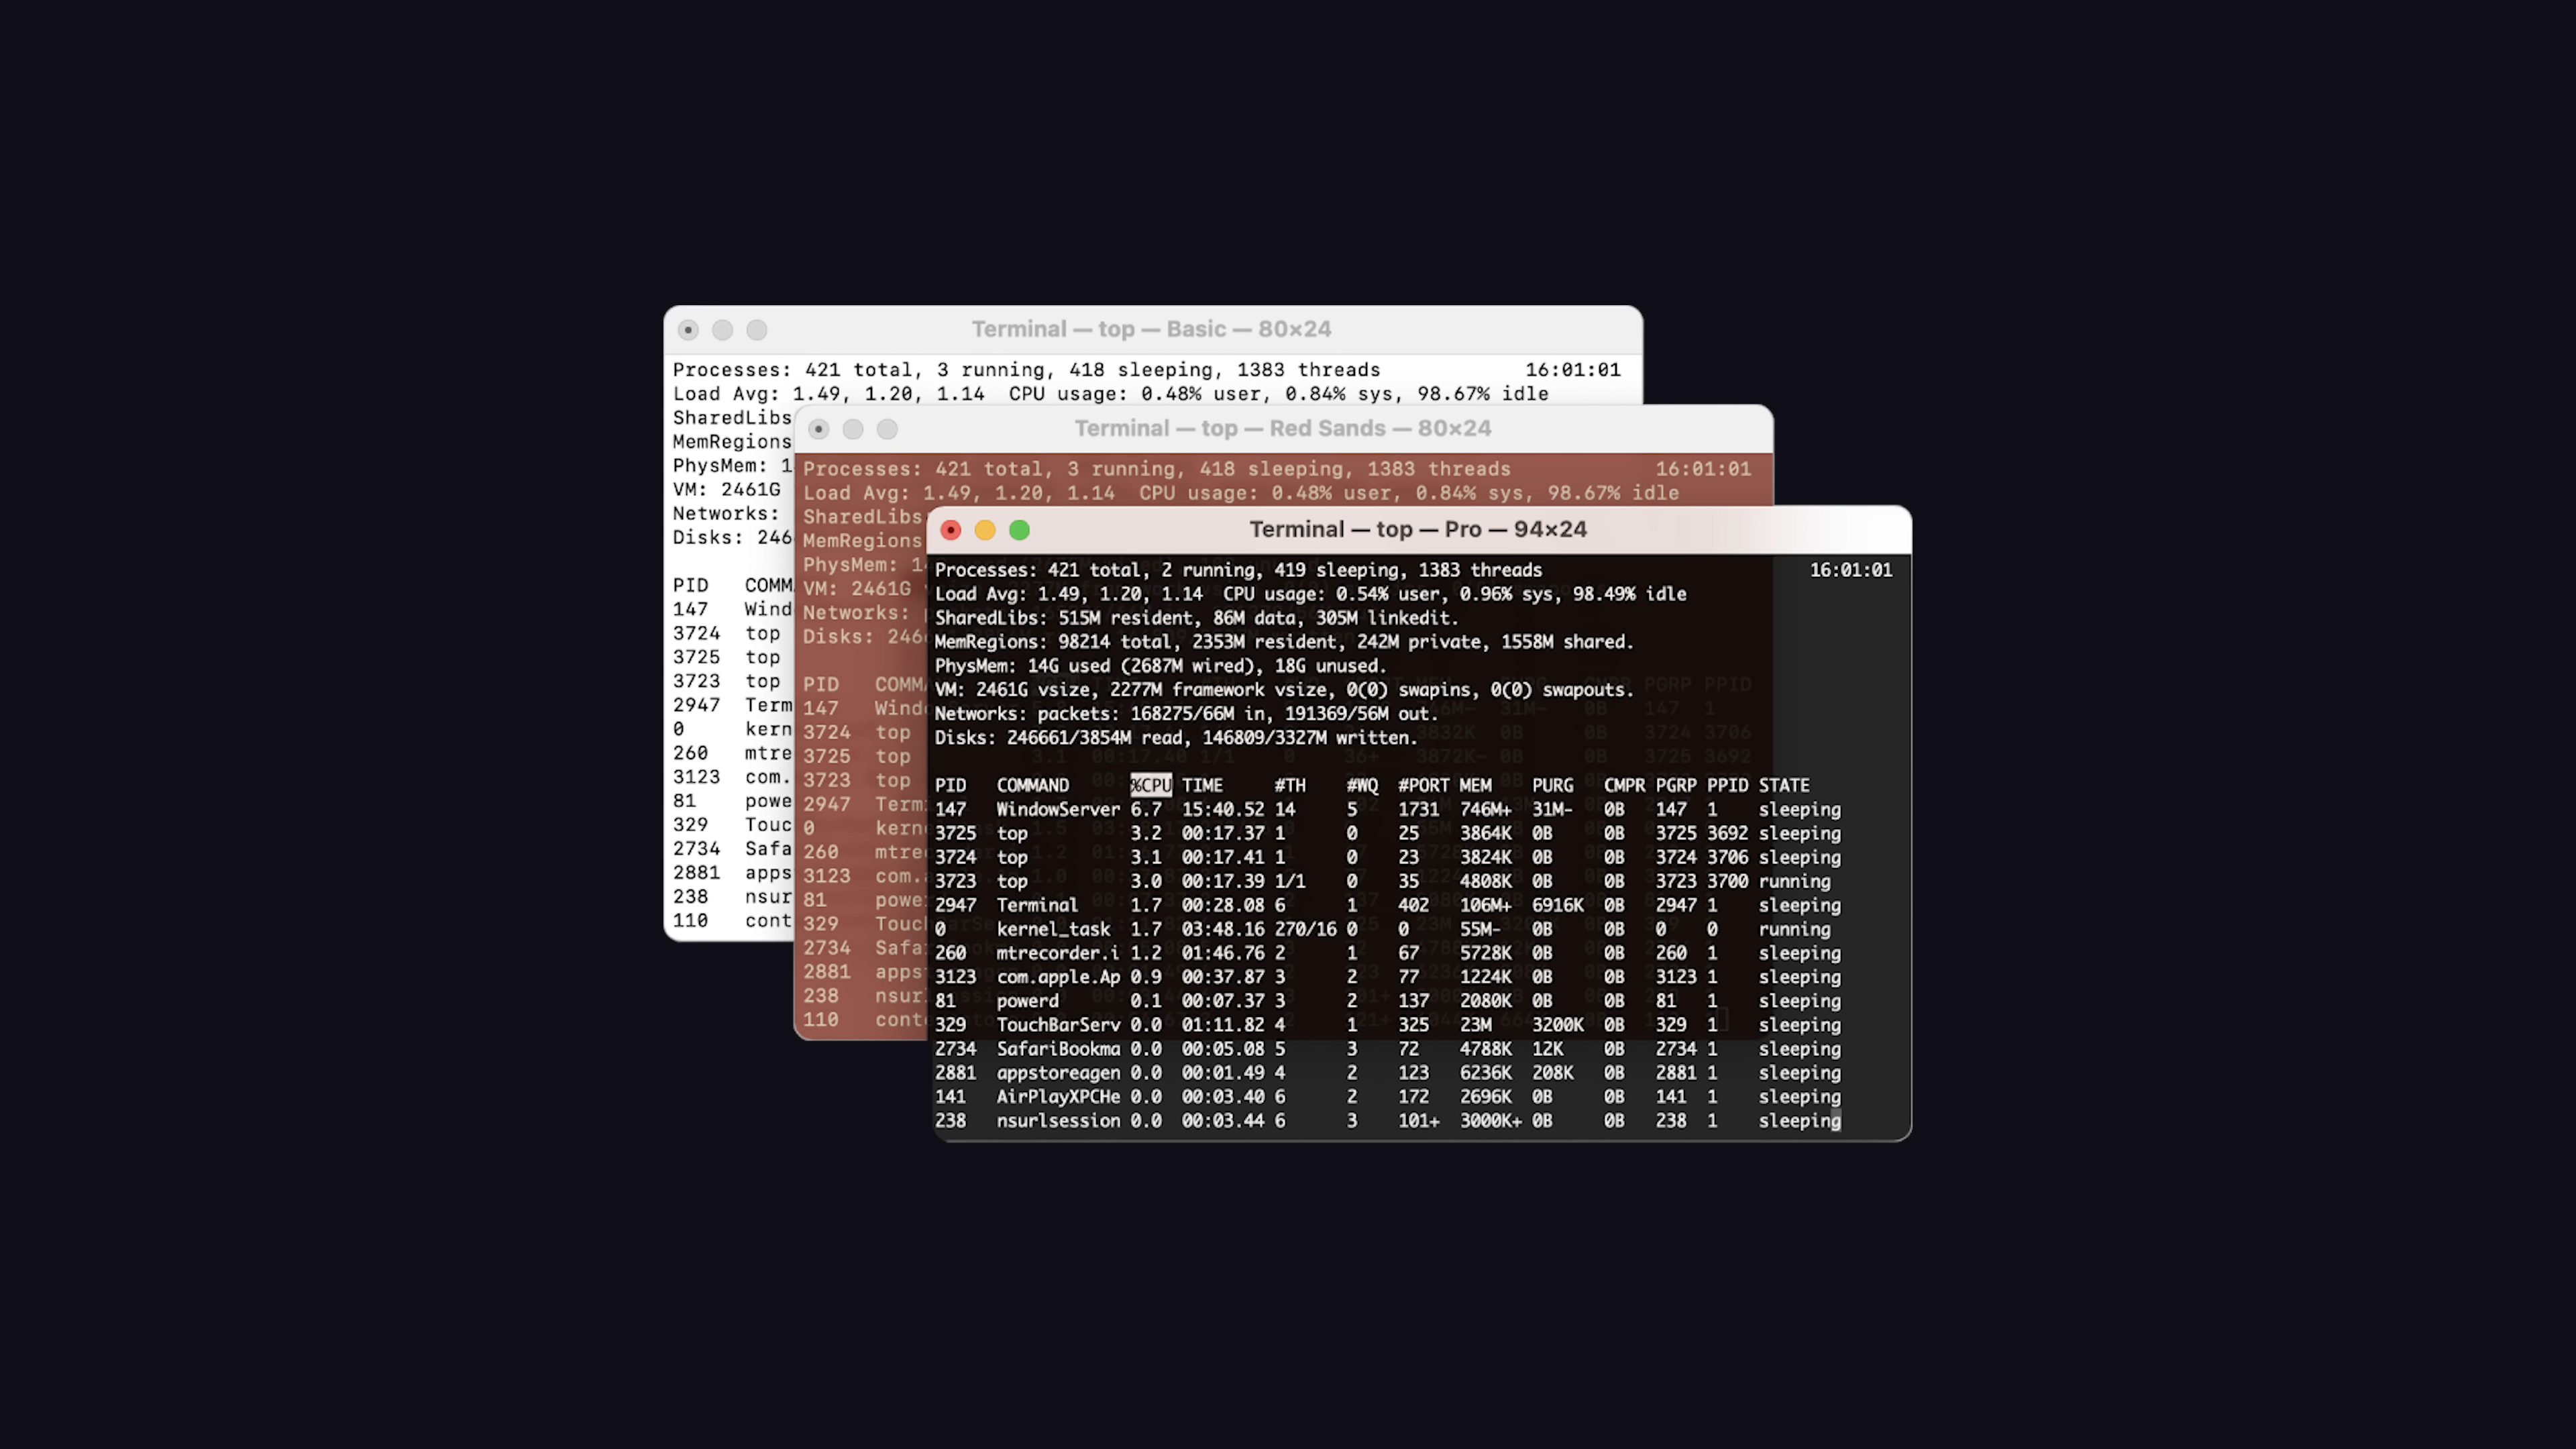 Terminal — top — Basic — 80×24
Processes: 421 total, 3 running, 418 sleeping, 1383 threads 16:01:01
Load Avg: 1.49, 1.20, 1.14 CPU usage: 0.48% user, 0.84% sys, 98.67% idle
SharedLibs
MemRegions
PhysMem: 1
VM: 2461G
Networks:
Disks: 246
PID COMM
147 Wind
3724 top
3725 top
3723 top
2947 Term
0 kern
260 mtre
3123 com.
81 powe
329 Touc
2734 Safa
2881 apps
238 nsur
110 cont
Terminal — top — Red Sands — 80×24
Processes: 421 total, 3 running, 418 sleeping, 1383 threads 16:01:01
Load Avg: 1.49, 1.20, 1.14 CPU usage: 0.48% user, 0.84% sys, 98.67% idle
SharedLibs
MemRegions
PhysMem: 14
VM: 2461G
Networks:
Disks: 246
PID COMMA
147 Windo
3724 top
3725 top
3723 top
2947 Termi
0 kerne
260 mtrec
3123 com.a
81 power
329 Touch
2734 Safar
2881 appst
238 nsurl
110 conte
Terminal — top — Pro — 94×24
Processes: 421 total, 2 running, 419 sleeping, 1383 threads 16:01:01
Load Avg: 1.49, 1.20, 1.14 CPU usage: 0.54% user, 0.96% sys, 98.49% idle
SharedLibs: 515M resident, 86M data, 305M linkedit.
MemRegions: 98214 total, 2353M resident, 242M private, 1558M shared.
PhysMem: 14G used (2687M wired), 18G unused.
VM: 2461G vsize, 2277M framework vsize, 0(0) swapins, 0(0) swapouts.
Networks: packets: 168275/66M in, 191369/56M out.
Disks: 246661/3854M read, 146809/3327M written.
PID COMMAND %CPU TIME #TH #WQ #PORT MEM PURG CMPR PGRP PPID STATE
147 WindowServer 6.7 15:40.52 14 5 1731 746M+ 31M- 0B 147 1 sleeping
3725 top 3.2 00:17.37 1 0 25 3864K 0B 0B 3725 3692 sleeping
3724 top 3.1 00:17.41 1 0 23 3824K 0B 0B 3724 3706 sleeping
3723 top 3.0 00:17.39 1/1 0 35 4808K 0B 0B 3723 3700 running
2947 Terminal 1.7 00:28.08 6 1 402 106M+ 6916K 0B 2947 1 sleeping
0 kernel_task 1.7 03:48.16 270/16 0 0 55M- 0B 0B 0 0 running
260 mtrecorder.i 1.2 01:46.76 2 1 67 5728K 0B 0B 260 1 sleeping
3123 com.apple.Ap 0.9 00:37.87 3 2 77 1224K 0B 0B 3123 1 sleeping
81 powerd 0.1 00:07.37 3 2 137 2080K 0B 0B 81 1 sleeping
329 TouchBarServ 0.0 01:11.82 4 1 325 23M 3200K 0B 329 1 sleeping
2734 SafariBookma 0.0 00:05.08 5 3 72 4788K 12K 0B 2734 1 sleeping
2881 appstoreagen 0.0 00:01.49 4 2 123 6236K 208K 0B 2881 1 sleeping
141 AirPlayXPCHe 0.0 00:03.40 6 2 172 2696K 0B 0B 141 1 sleeping
238 nsurlsession 0.0 00:03.44 6 3 101+ 3000K+ 0B 0B 238 1 sleeping